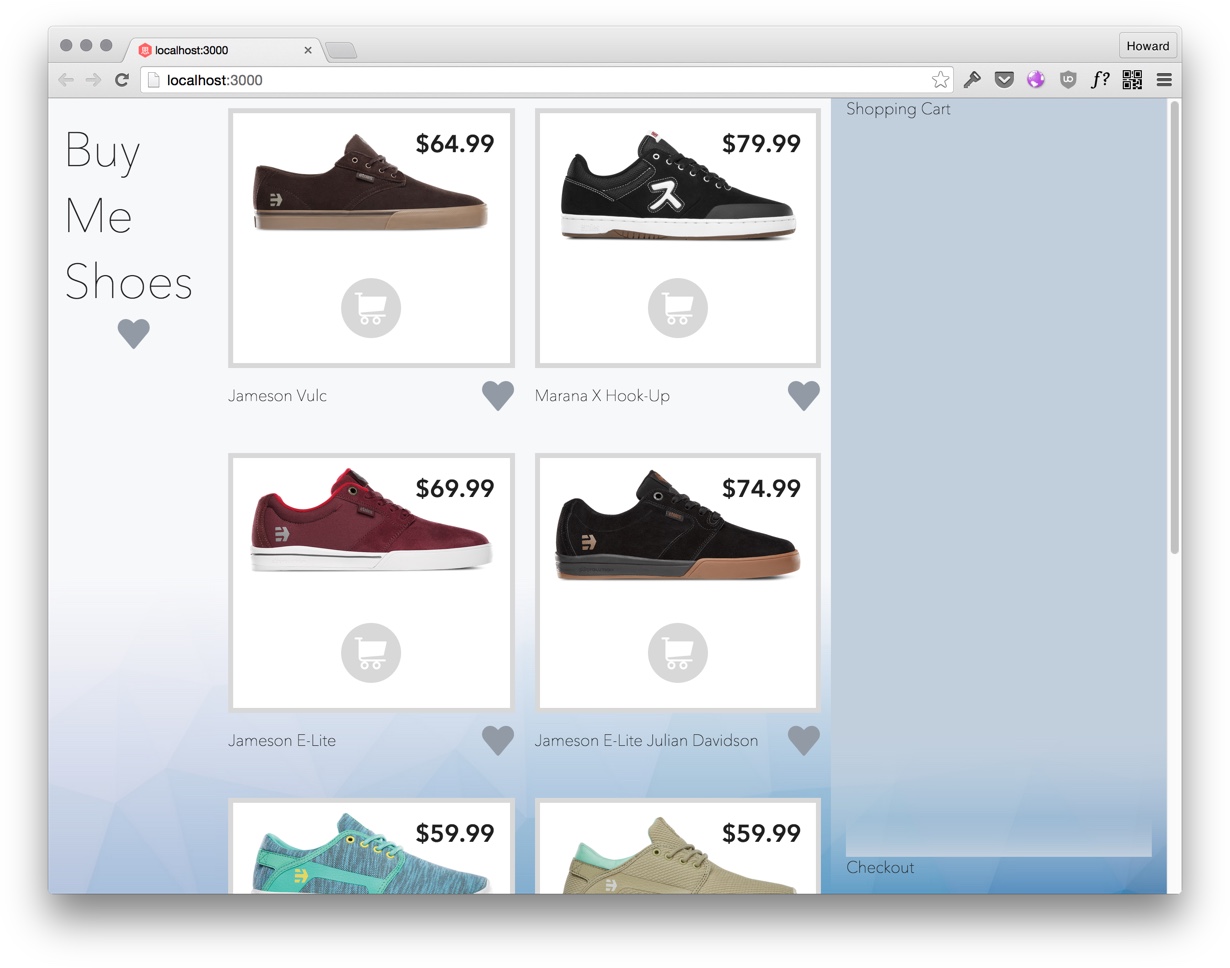 localhost:3000
Howard
localhost:3000
f?
Buy
Me
Shoes
$64.99
$79.99
Shopping Cart
Jameson Vulc
Marana X Hook-Up
$69.99
$74.99
Jameson E-Lite
Jameson E-Lite Julian Davidson
$59.99
$59.99
Checkout